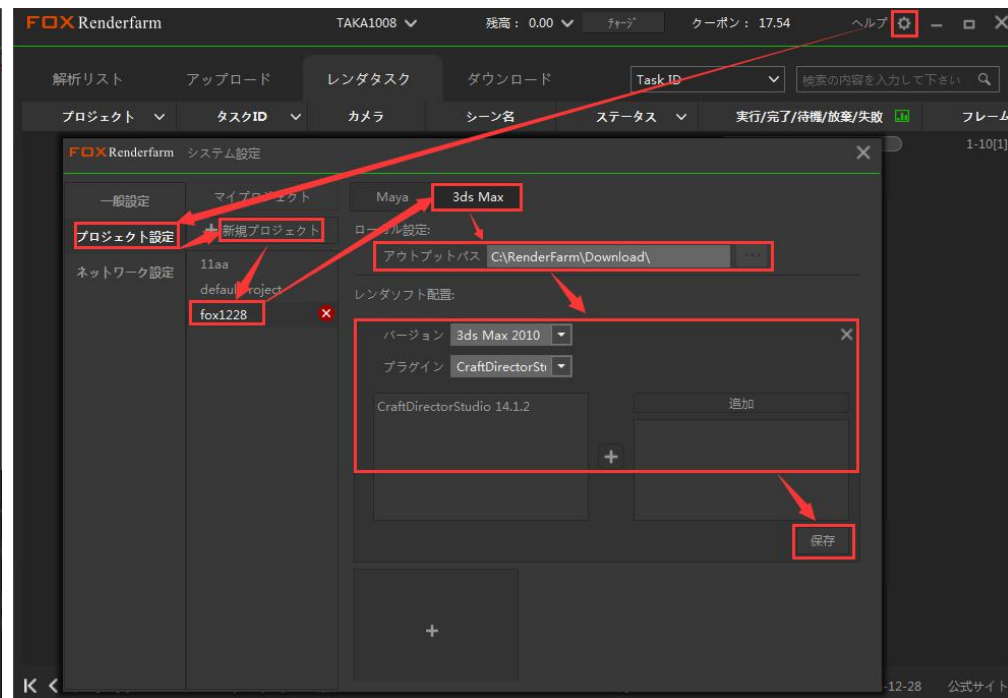 FOX Renderfarm TAKA1008 残高： 0.00 ﾁｬｰｼﾞ クーポン： 17.54 ヘルプ
解析リスト アップロード レンダタスク ダウンロード Task ID 検索の内容を入力して下さい
プロジェクト タスクID カメラ シーン名 ステータス 実行/完了/待機/放棄/失敗 フレーム
1-10[1]
FOX Renderfarm システム設定
一般設定 マイプロジェクト Maya 3ds Max
プロジェクト設定 新規プロジェクト ローカル設定:
アウトプットパス C:\RenderFarm\Download\ ...
ネットワーク設定 11aa
defaultProject レンダソフト配置:
fox1228
バージョン 3ds Max 2010
プラグイン CraftDirectorStu
CraftDirectorStudio 14.1.2 追加
保存
-12-28 公式サイト